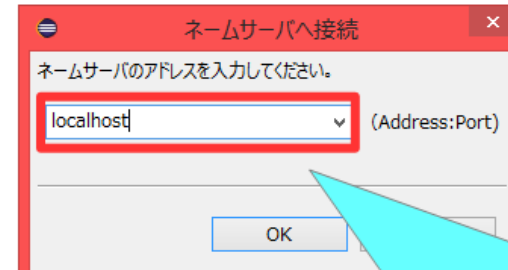 ネームサーバへ接続
ネームサーバのアドレスを入力してください。
localhost (Address:Port)
OK